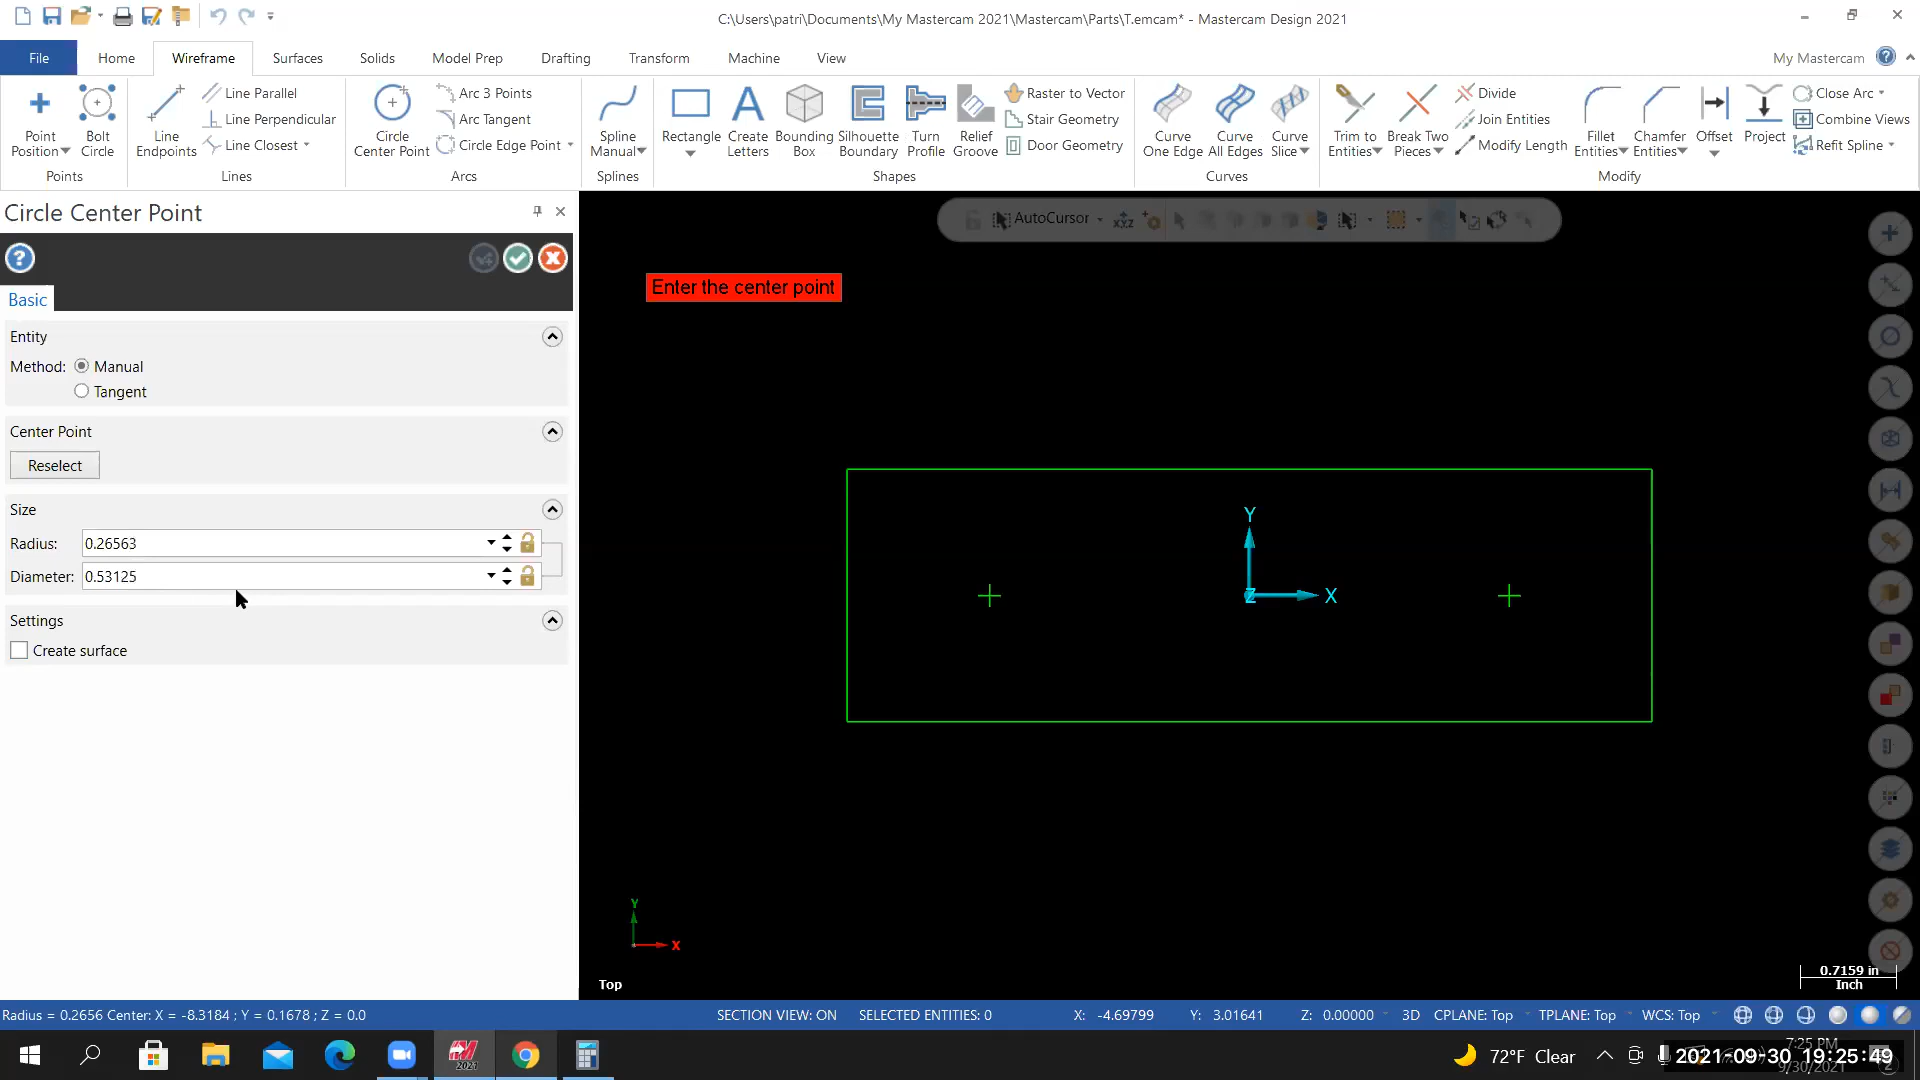 C:\Users\patri\Documents\My Mastercam 2021\Mastercam\Parts\T.emcam* - Mastercam Design 2021
File Home Wireframe Surfaces Solids Model Prep Drafting Transform Machine View My Mastercam
Point Position
Bolt Circle
Points
Line Endpoints
Line Parallel
Line Perpendicular
Line Closest
Lines
Circle Center Point
Arc 3 Points
Arc Tangent
Circle Edge Point
Arcs
Spline Manual
Splines
Rectangle
Create Letters
Bounding Box
Silhouette Boundary
Turn Profile
Relief Groove
Raster to Vector
Stair Geometry
Door Geometry
Shapes
Curve One Edge
Curve All Edges
Curve Slice
Curves
Trim to Entities
Break Two Pieces
Divide
Join Entities
Modify Length
Fillet Entities
Chamfer Entities
Offset
Project
Close Arc
Combine Views
Refit Spline
Modify
Circle Center Point
Basic
Entity
Method: Manual
Tangent
Center Point
Reselect
Size
Radius: 0.26563
Diameter: 0.53125
Settings
Create surface
AutoCursor
Enter the center point
Y
Z X
Y
X
Top
0.7159 in
Inch
Radius = 0.2656 Center: X = -8.3184 ; Y = 0.1678 ; Z = 0.0
SECTION VIEW: ON SELECTED ENTITIES: 0 X: -4.69799 Y: 3.01641 Z: 0.00000 3D CPLANE: Top TPLANE: Top WCS: Top
2021
72°F Clear
7:25 PM
9/30/2021
2021-09-30 19:25:49
2